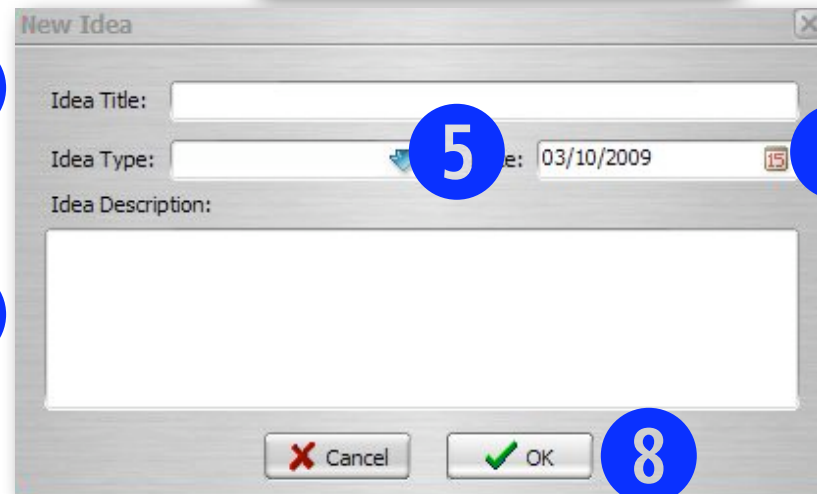 New Idea
Idea Title:
Idea Type: 5 e: 03/10/2009 15
Idea Description:
Cancel OK 8